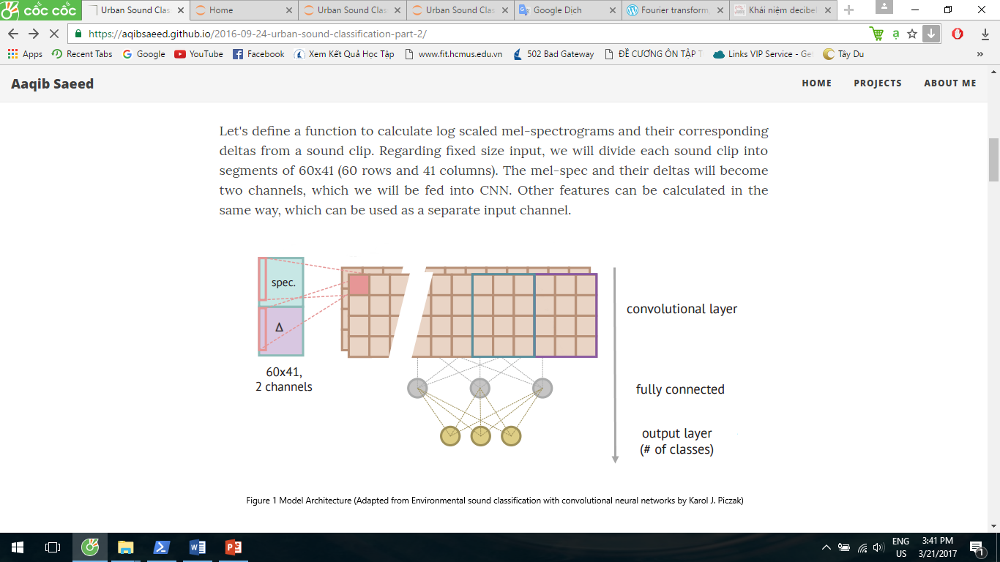 cốc cốc
Urban Sound Clas
Home
Urban Sound Clas
Urban Sound Clas
Google Dịch
Fourier transform
Khái niệm decibel
https://aqibsaeed.github.io/2016-09-24-urban-sound-classification-part-2/
Apps
Recent Tabs
Google
YouTube
Facebook
Xem Kết Quả Học Tập
www.fit.hcmus.edu.vn
502 Bad Gateway
ĐỀ CƯƠNG ÔN TẬP T
Links VIP Service - Ge
Tây Du
»
Aaqib Saeed
HOME
PROJECTS
ABOUT ME
Let's define a function to calculate log scaled mel-spectrograms and their corresponding
deltas from a sound clip. Regarding fixed size input, we will divide each sound clip into
segments of 60x41 (60 rows and 41 columns). The mel-spec and their deltas will become
two channels, which we will be fed into CNN. Other features can be calculated in the
same way, which can be used as a separate input channel.
spec.
Δ
60x41,
2 channels
convolutional layer
fully connected
output layer
(# of classes)
Figure 1 Model Architecture (Adapted from Environmental sound classification with convolutional neural networks by Karol J. Piczak)
ENG
US
3:41 PM
3/21/2017
1